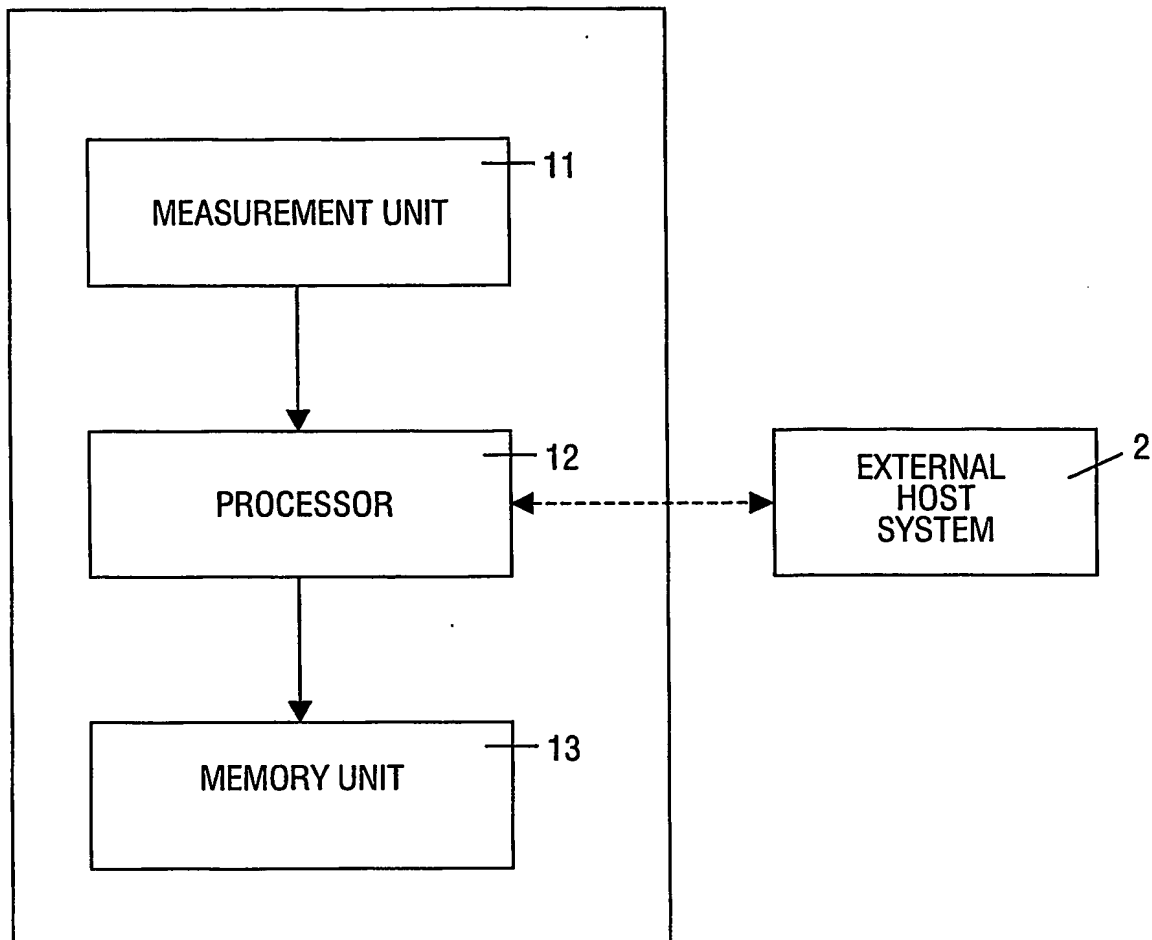 11
MEASUREMENT UNIT
12
PROCESSOR
2
EXTERNAL
HOST
SYSTEM
13
MEMORY UNIT